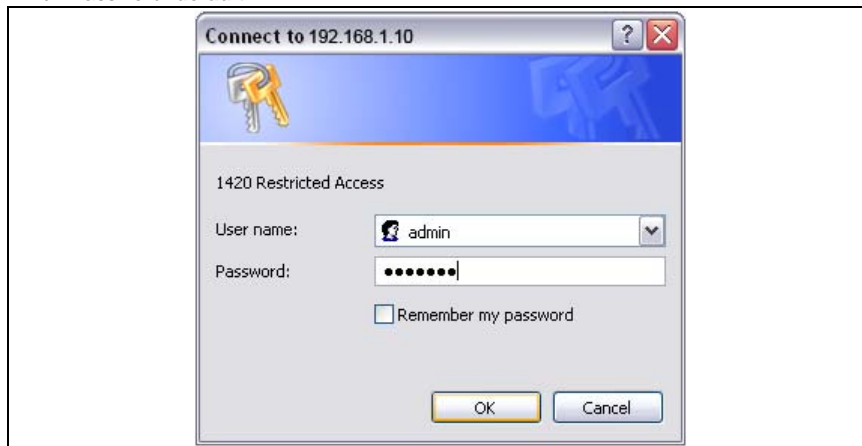 Connect to 192.168.1.10
1420 Restricted Access
User name:
admin
Password:
•••••••
Remember my password
OK
Cancel